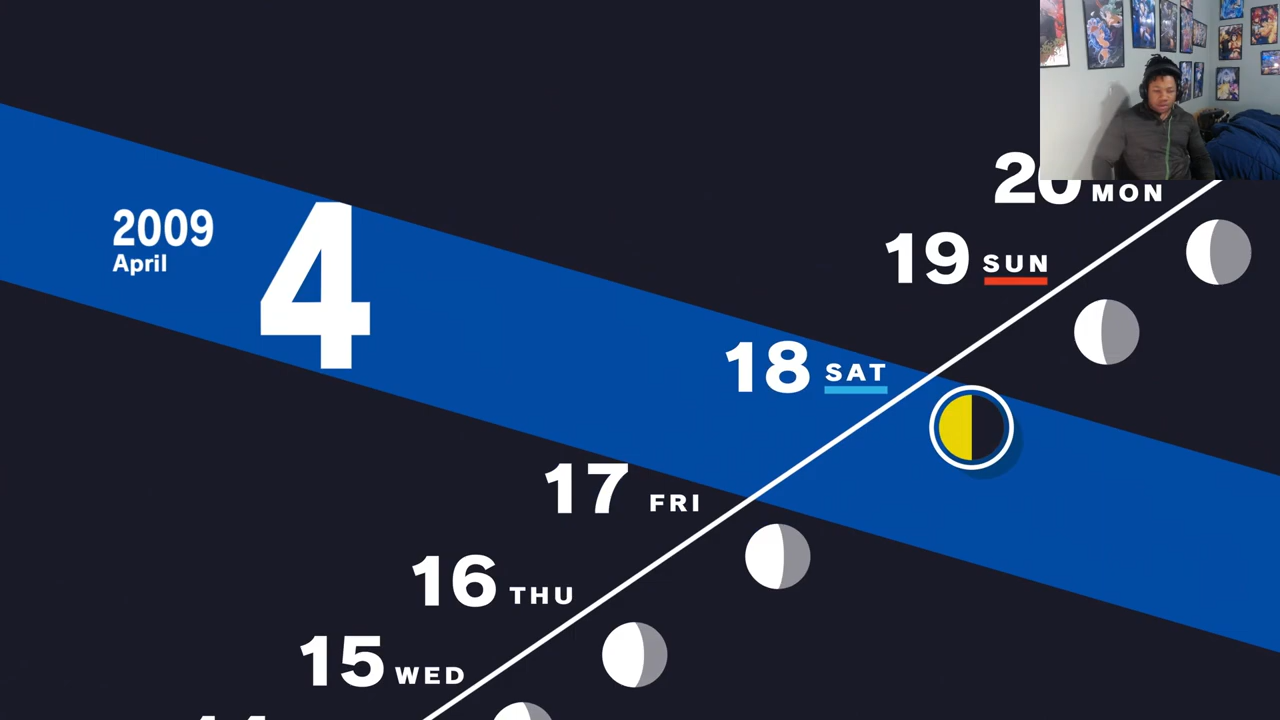 2009
April
4
20 MON
19 SUN
18 SAT
17 FRI
16 THU
15 WED